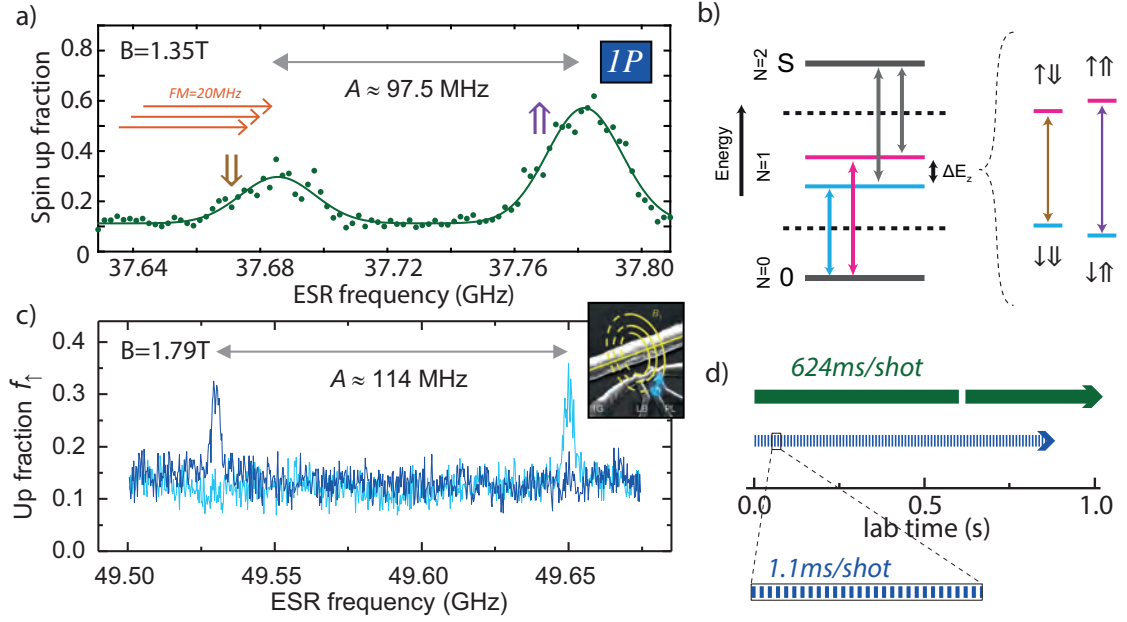 a)
B=1.35T
1P
A ≈ 97.5 MHz
FM=20MHz
⇓
⇑
Spin up fraction
0.8
0.6
0.4
0.2
0
37.64
37.68
37.72
37.76
37.80
ESR frequency (GHz)
b)
Energy
N=2
N=1
N=0
S
0
ΔE_z
↑⇓
↑⇑
↓⇓
↓⇑
c)
B=1.79T
A ≈ 114 MHz
B₁
TG
LB
PL
Up fraction f↑
0.4
0.3
0.2
0.1
0.0
49.50
49.55
49.60
49.65
ESR frequency (GHz)
d)
624ms/shot
0.0
0.5
1.0
lab time (s)
1.1ms/shot